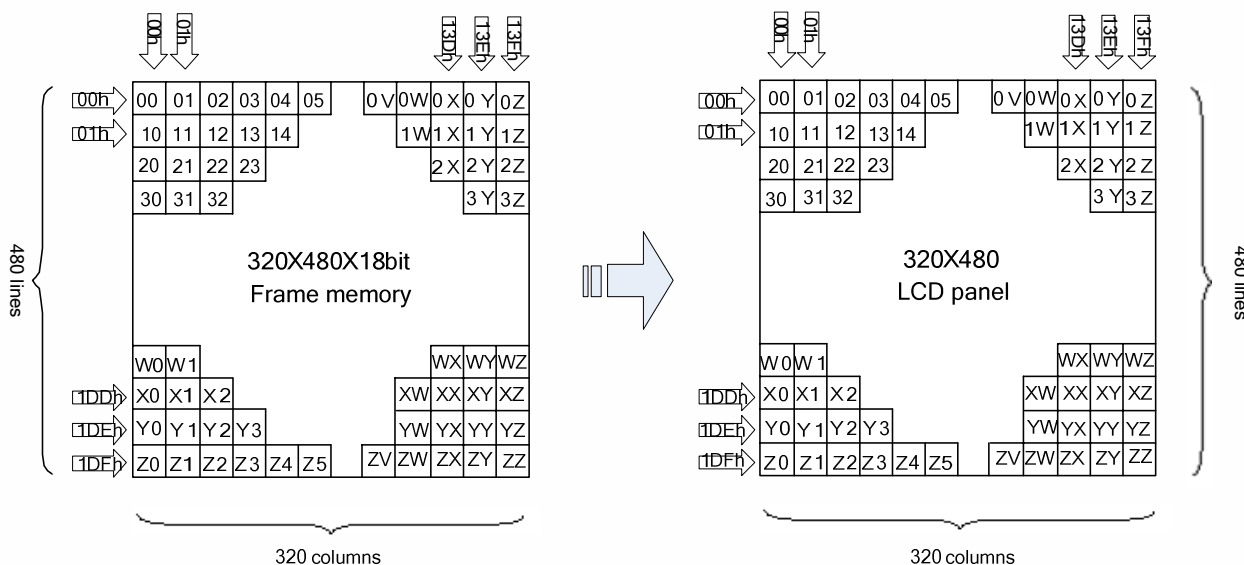 00h 01h 13Dh 13Eh 13Fh
00h 00 01 02 03 04 05 0V 0W 0X 0Y 0Z
01h 10 11 12 13 14 1W 1X 1Y 1Z
20 21 22 23 2X 2Y 2Z
30 31 32 3Y 3Z
480 lines
320X480X18bit
Frame memory
W0 W1 WX WY WZ
1DDh X0 X1 X2 XW XX XY XZ
1DEh Y0 Y1 Y2 Y3 YW YX YY YZ
1DFh Z0 Z1 Z2 Z3 Z4 Z5 ZV ZW ZX ZY ZZ
320 columns
00h 01h 13Dh 13Eh 13Fh
00h 00 01 02 03 04 05 0V 0W 0X 0Y 0Z
01h 10 11 12 13 14 1W 1X 1Y 1Z
20 21 22 23 2X 2Y 2Z
30 31 32 3Y 3Z
320X480
LCD panel
480 lines
W0 W1 WX WY WZ
1DDh X0 X1 X2 XW XX XY XZ
1DEh Y0 Y1 Y2 Y3 YW YX YY YZ
1DFh Z0 Z1 Z2 Z3 Z4 Z5 ZV ZW ZX ZY ZZ
320 columns